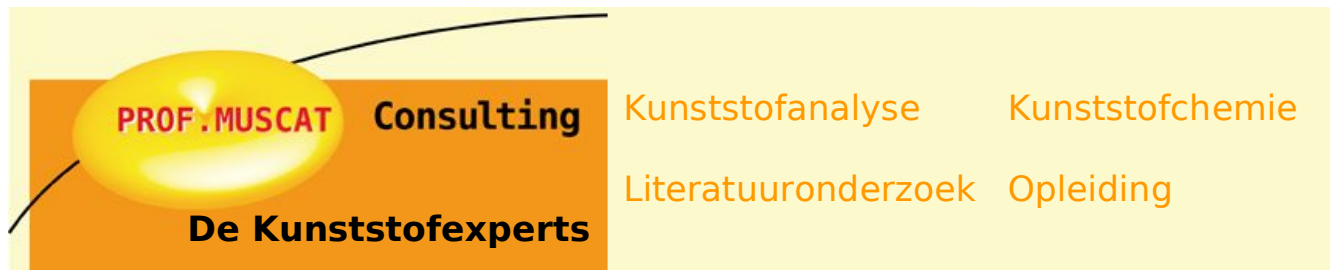 PROF.MUSCAT Consulting
De Kunststofexperts
Kunststofanalyse Kunststofchemie
Literatuuronderzoek Opleiding